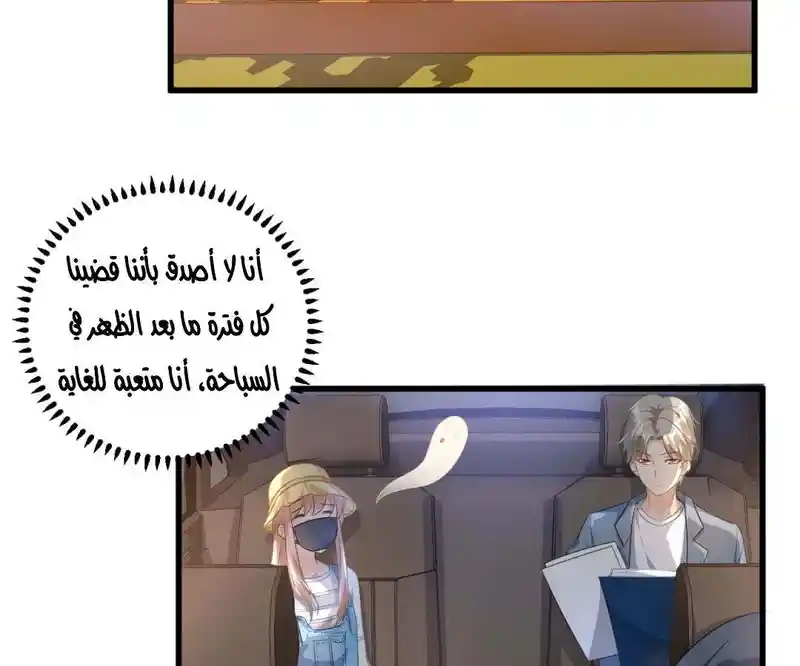 أنا لا أصدق بأننا قضينا
كل فترة ما بعد الظهر في
السباحة، أنا متعبة للغاية